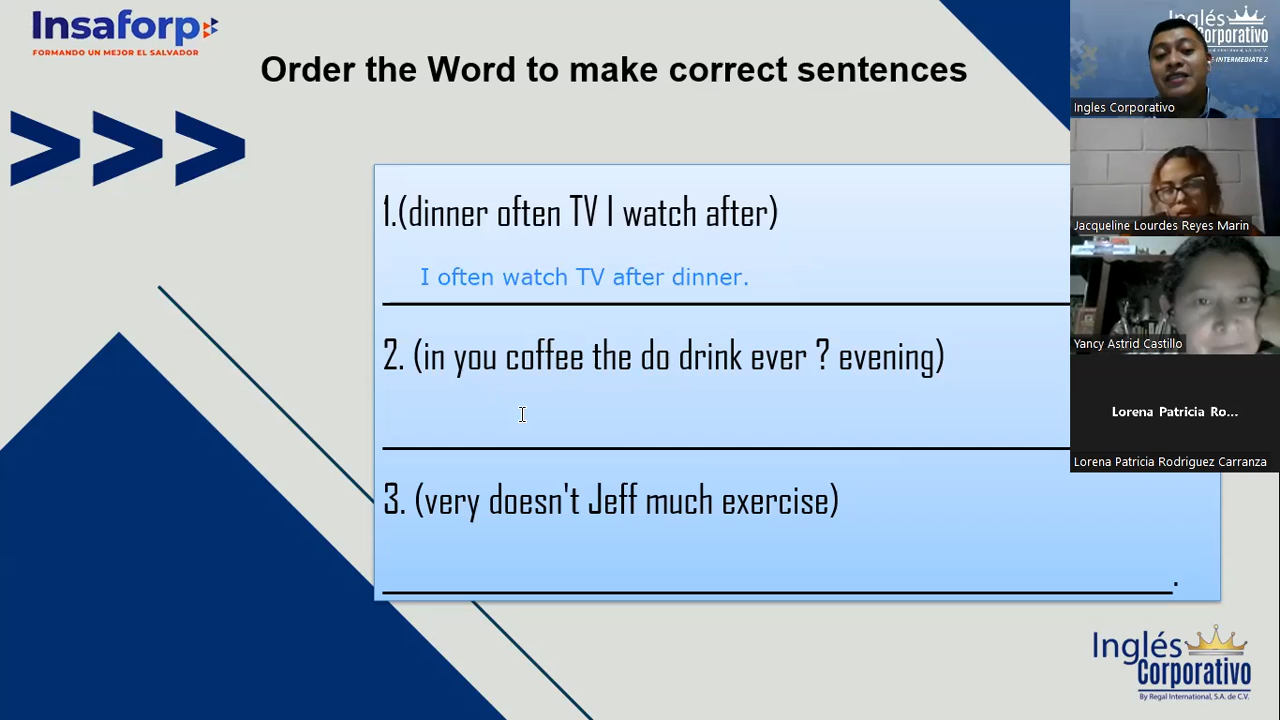 Insaforp
FORMANDO UN MEJOR EL SALVADOR
Order the Word to make correct sentences
>>>
1.(dinner often TV I watch after)
I often watch TV after dinner.
2. (in you coffee the do drink ever ? evening)
3. (very doesn't Jeff much exercise)
.
Inglés
Corporativo
INTERMEDIATE 2
Ingles Corporativo
Jacqueline Lourdes Reyes Marin
Yancy Astrid Castillo
Lorena Patricia Ro...
Lorena Patricia Rodriguez Carranza
Inglés
Corporativo
By Regal International, S.A. de C.V.